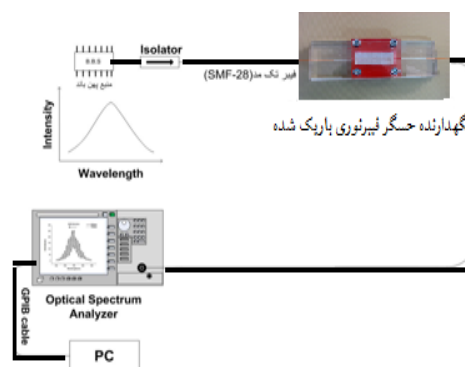 Isolator
منبع پهن باند
فیبر تک مد(SMF-28)
Intensity
Wavelength
گهدارنده حسگر فیبرنوری باریک شده
Optical Spectrum
Analyzer
GPIB cable
PC